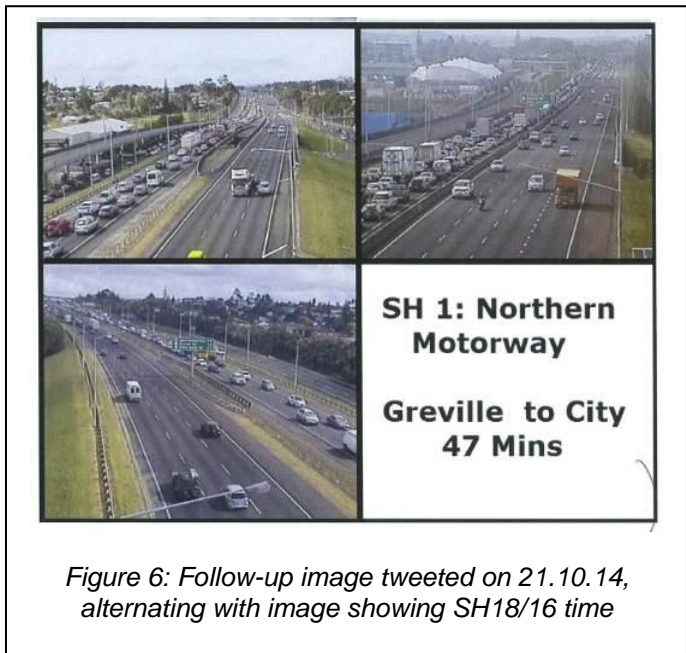 SH 1: Northern
Motorway
Greville to City
47 Mins
Figure 6: Follow-up image tweeted on 21.10.14,
alternating with image showing SH18/16 time